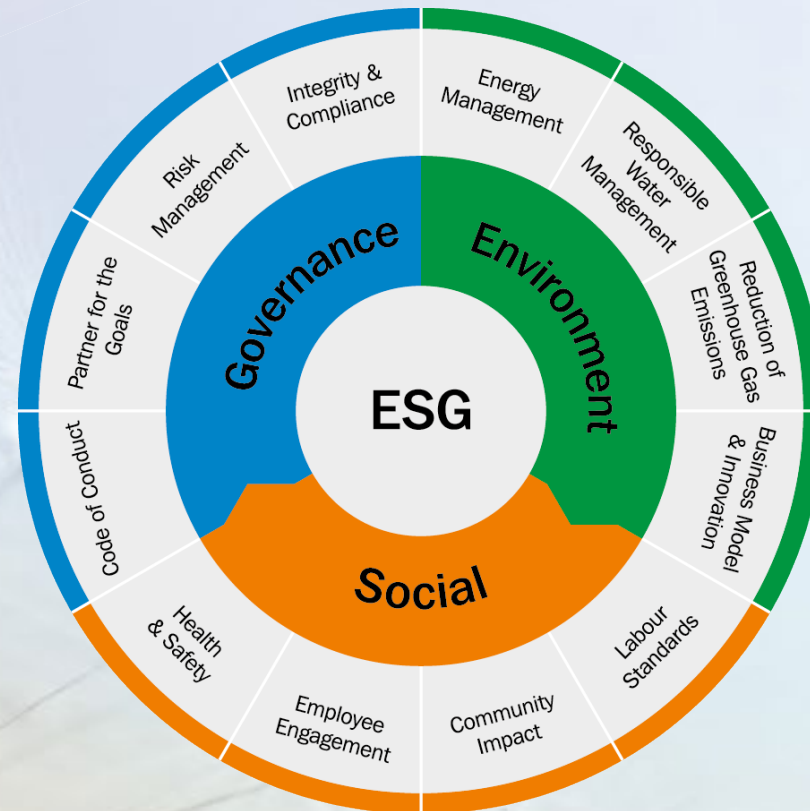 ESG
Governance
Environment
Social
Integrity &
Compliance
Energy
Management
Responsible
Water
Management
Reduction of
Greenhouse Gas
Emissions
Business Model
& Innovation
Labour
Standards
Community
Impact
Employee
Engagement
Health
& Safety
Code of Conduct
Partner for the
Goals
Risk
Management